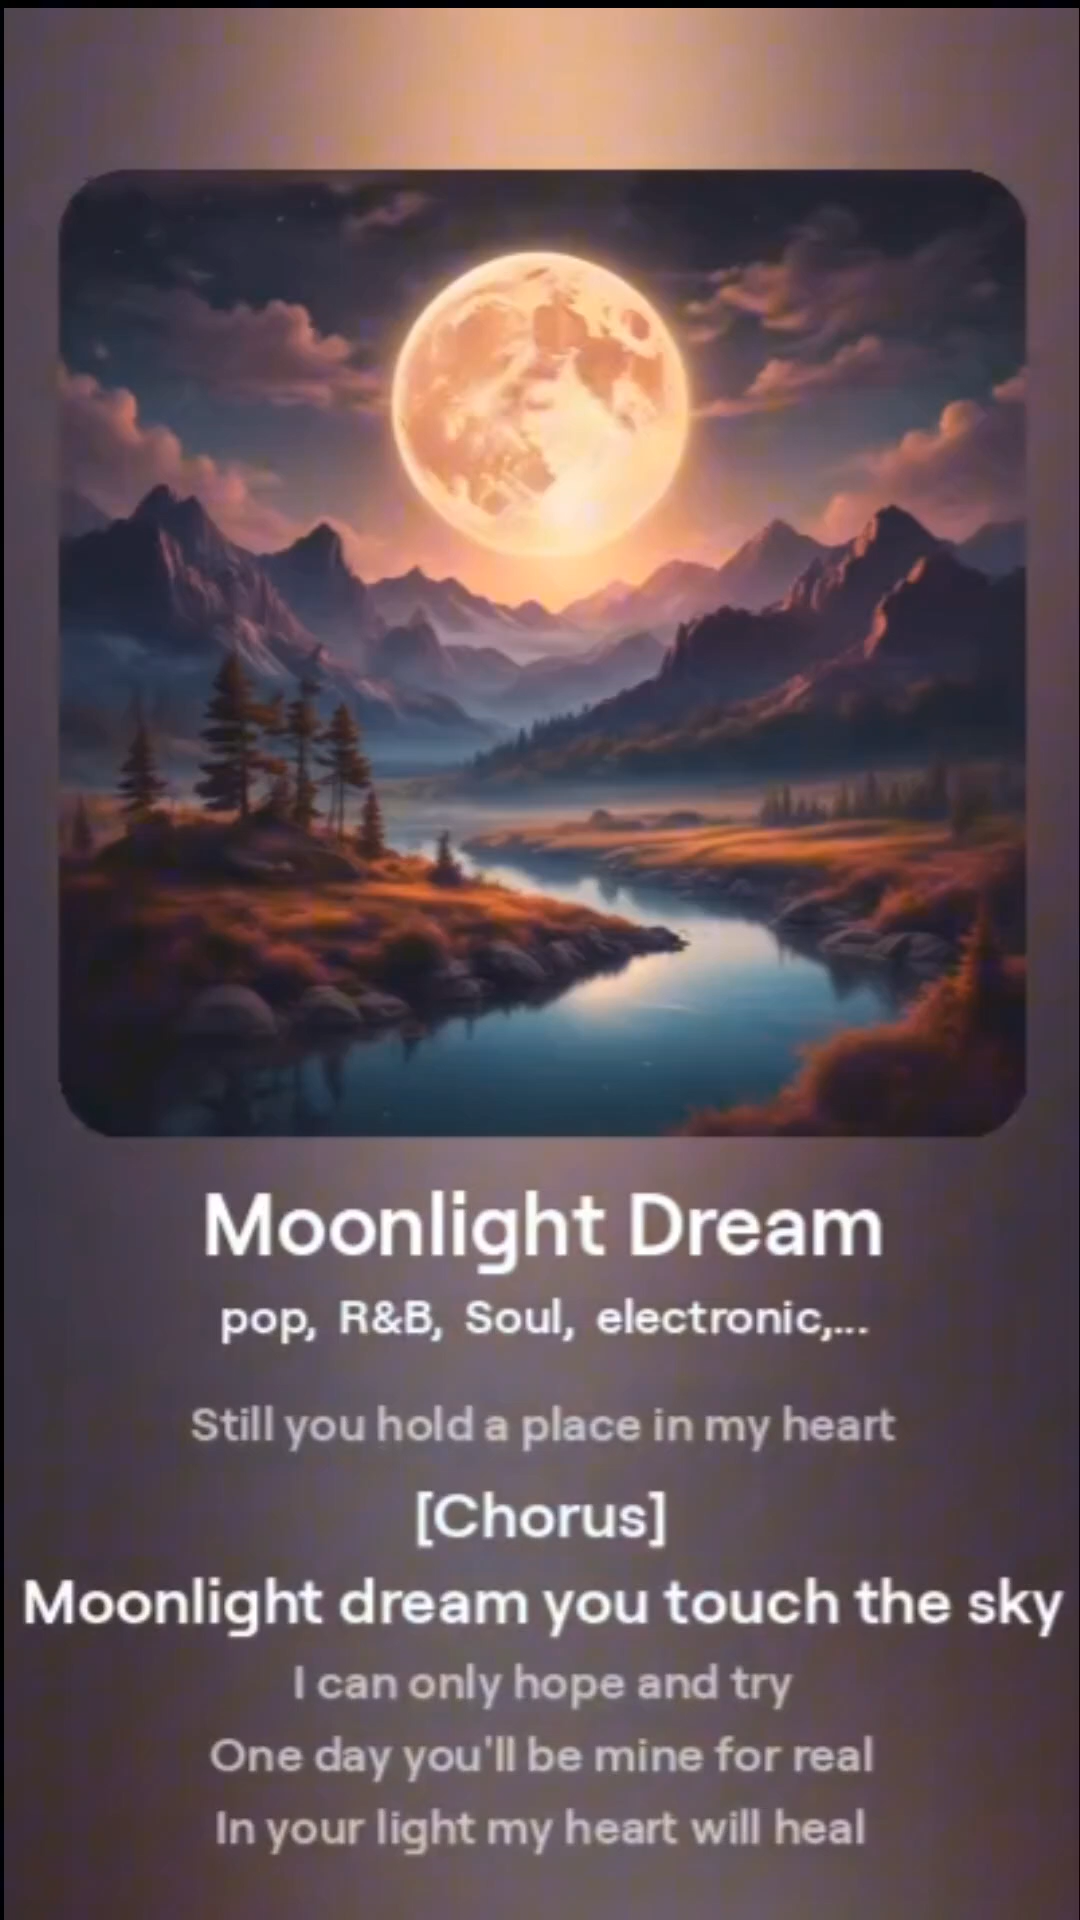 Moonlight Dream
pop, R&B, Soul, electronic,...
Still you hold a place in my heart
[Chorus]
Moonlight dream you touch the sky
I can only hope and try
One day you'll be mine for real
In your light my heart will heal